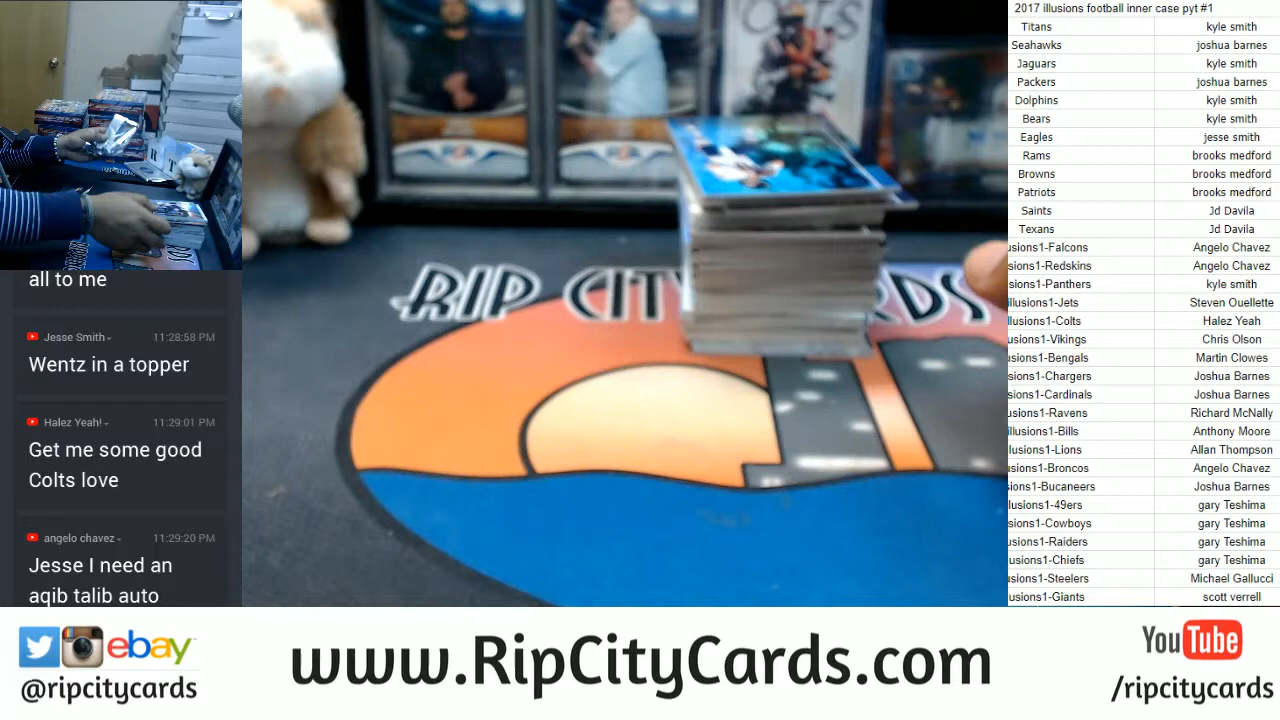 all to me
Jesse Smith 11:28:58 PM
Wentz in a topper
Halez Yeah! 11:29:01 PM
Get me some good
Colts love
angelo chavez 11:29:20 PM
Jesse I need an
aqib talib auto
COLTS
RIP CITY CARDS
2017 illusions football inner case pyt #1
Titans kyle smith
Seahawks joshua barnes
Jaguars kyle smith
Packers joshua barnes
Dolphins kyle smith
Bears kyle smith
Eagles jesse smith
Rams brooks medford
Browns brooks medford
Patriots brooks medford
Saints Jd Davila
Texans Jd Davila
usions1-Falcons Angelo Chavez
sions1-Redskins Angelo Chavez
sions1-Panthers kyle smith
illusions1-Jets Steven Ouellette
llusions1-Colts Halez Yeah
usions1-Vikings Chris Olson
sions1-Bengals Martin Clowes
sions1-Chargers Joshua Barnes
sions1-Cardinals Joshua Barnes
usions1-Ravens Richard McNally
illusions1-Bills Anthony Moore
llusions1-Lions Allan Thompson
usions1-Broncos Angelo Chavez
ions1-Bucaneers Joshua Barnes
lusions1-49ers gary Teshima
sions1-Cowboys gary Teshima
usions1-Raiders gary Teshima
usions1-Chiefs gary Teshima
usions1-Steelers Michael Gallucci
lusions1-Giants scott verrell
ebay
@ripcitycards
www.RipCityCards.com
YouTube
/ripcitycards